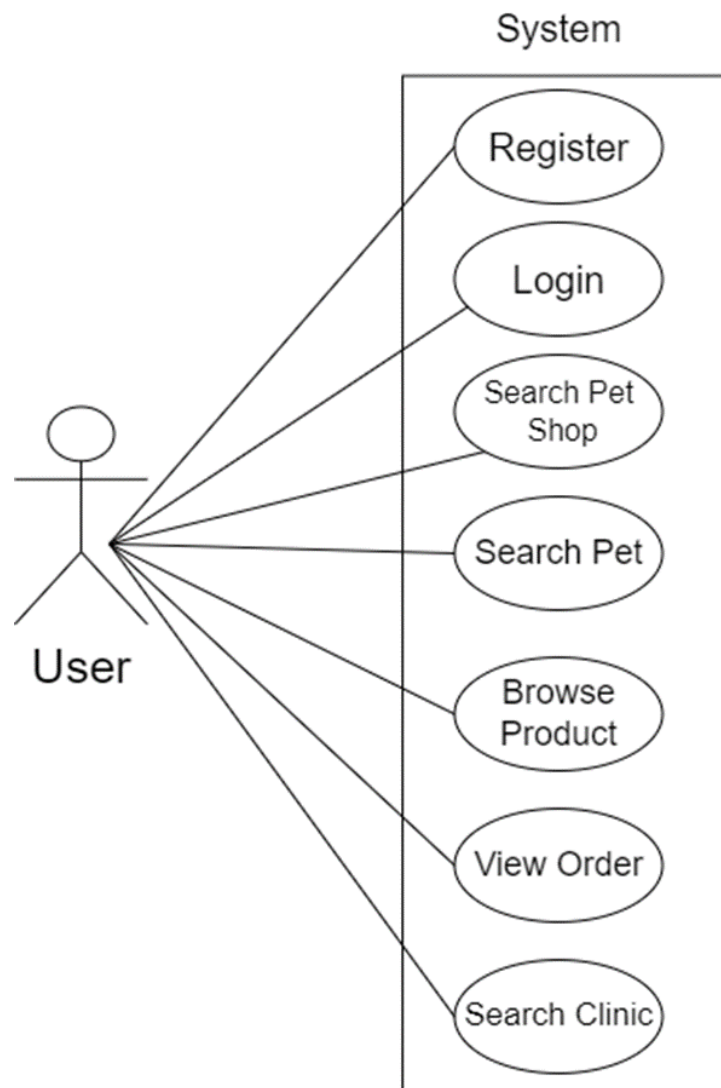 System
Register
Login
Search Pet
Shop
Search Pet
User
Browse
Product
View Order
Search Clinic